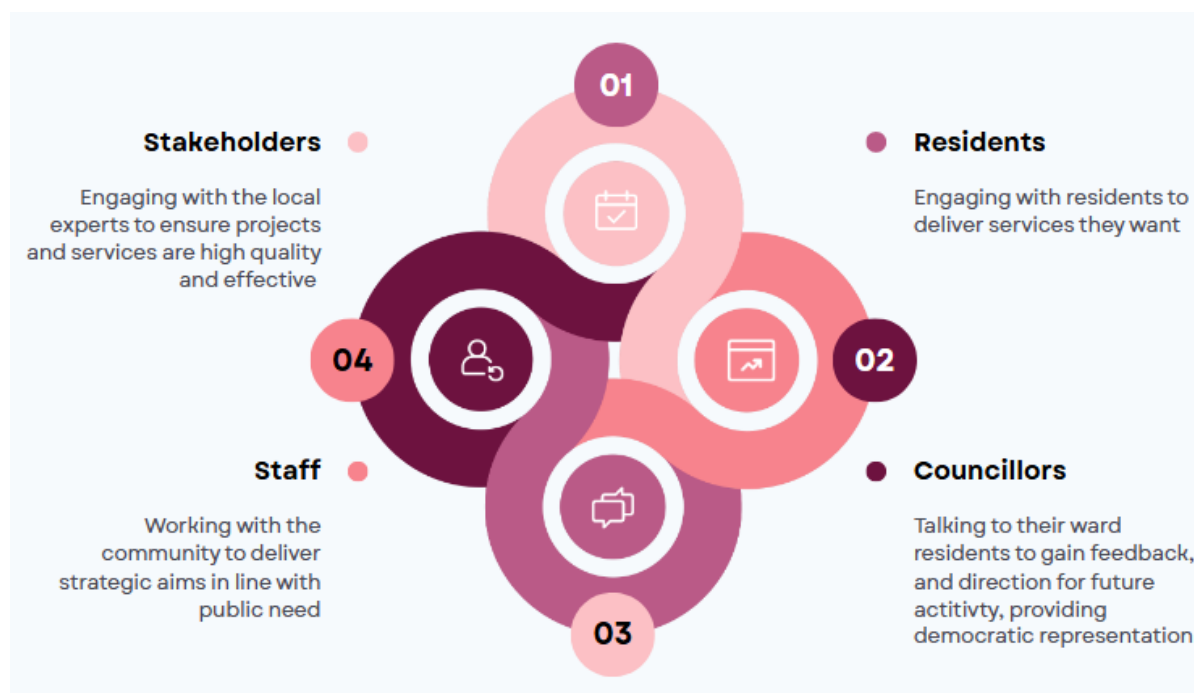 01
Stakeholders
Engaging with the local
experts to ensure projects
and services are high quality
and effective
Residents
Engaging with residents to
deliver services they want
04
02
Staff
Working with the
community to deliver
strategic aims in line with
public need
Councillors
Talking to their ward
residents to gain feedback,
and direction for future
actitivty, providing
democratic representation
03